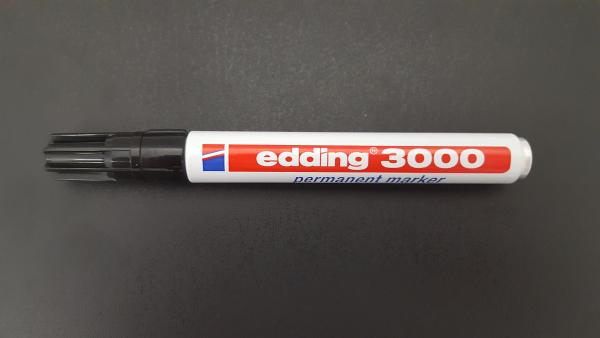 edding® 3000
permanent marker